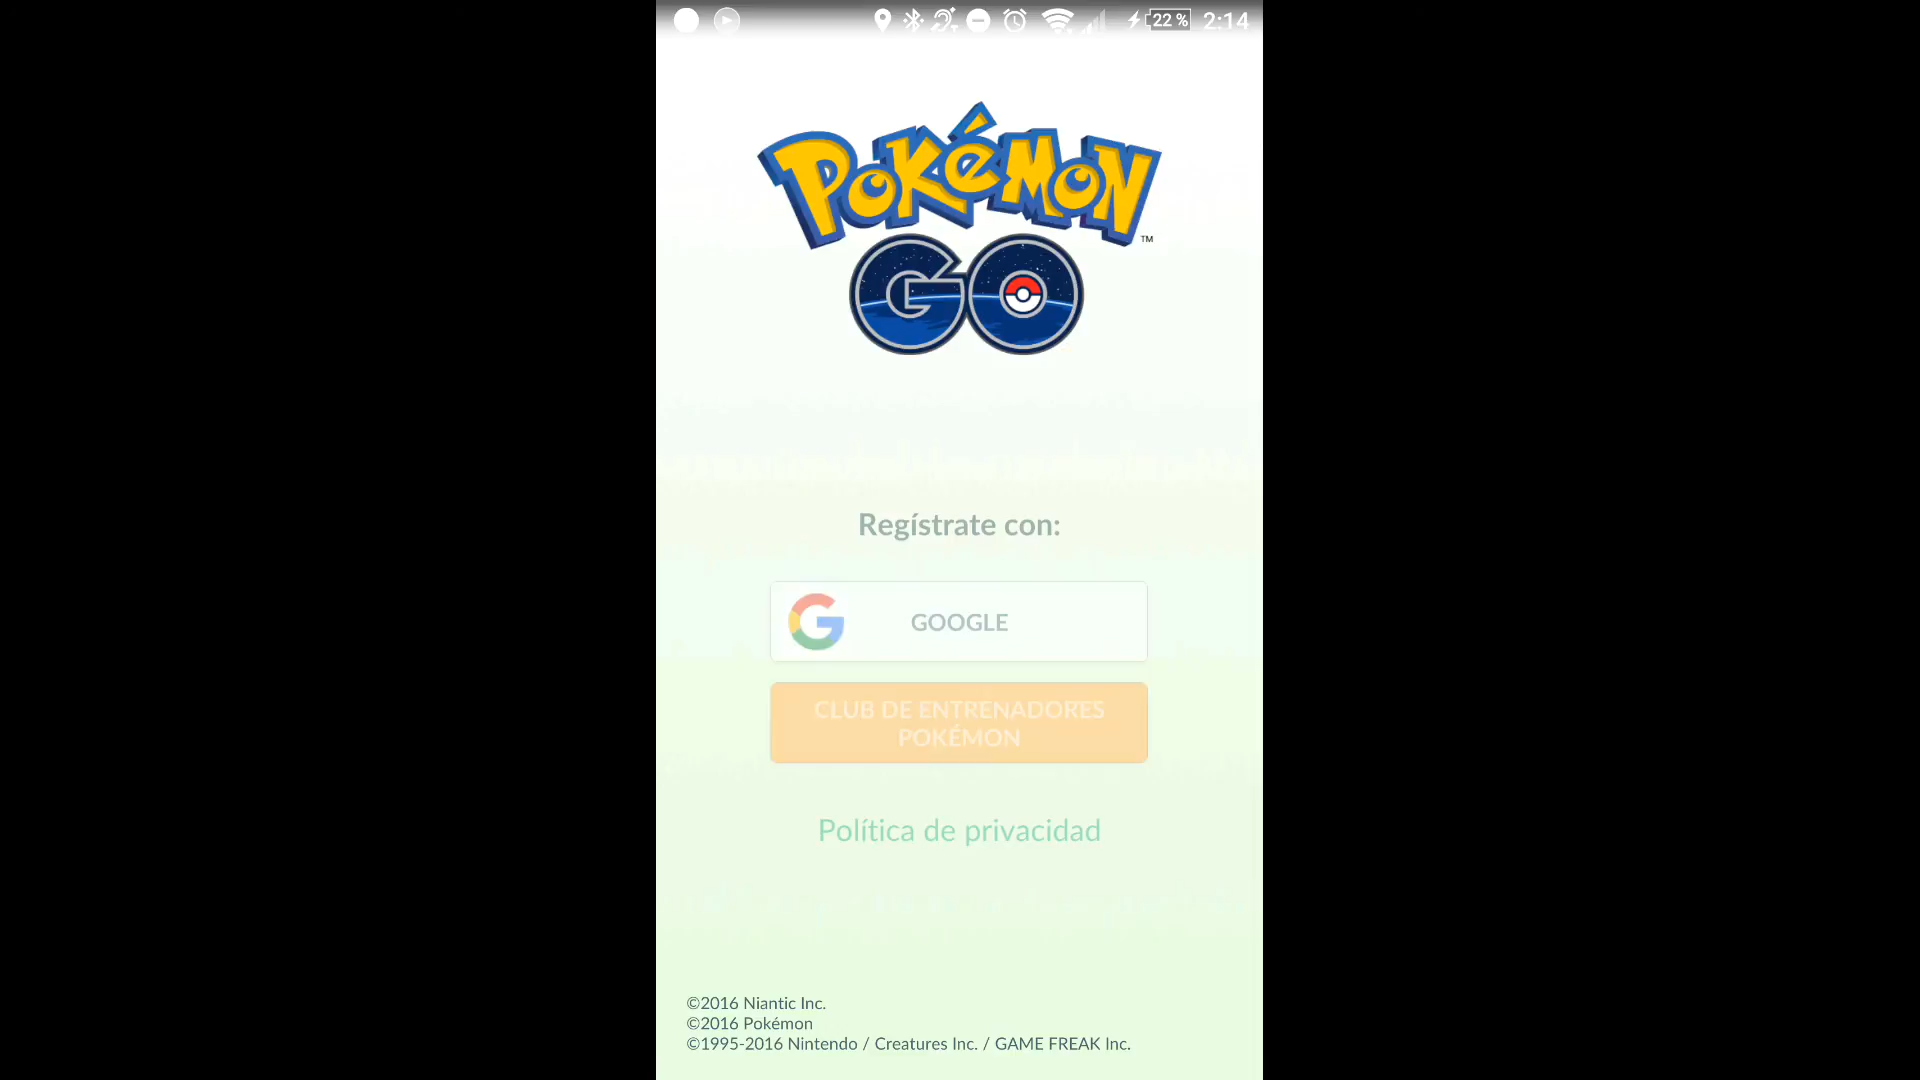 22 % 2:14
POKéMON
TM
GO
Regístrate con:
GOOGLE
CLUB DE ENTRENADORES
POKÉMON
Política de privacidad
©2016 Niantic Inc.
©2016 Pokémon
©1995-2016 Nintendo / Creatures Inc. / GAME FREAK Inc.